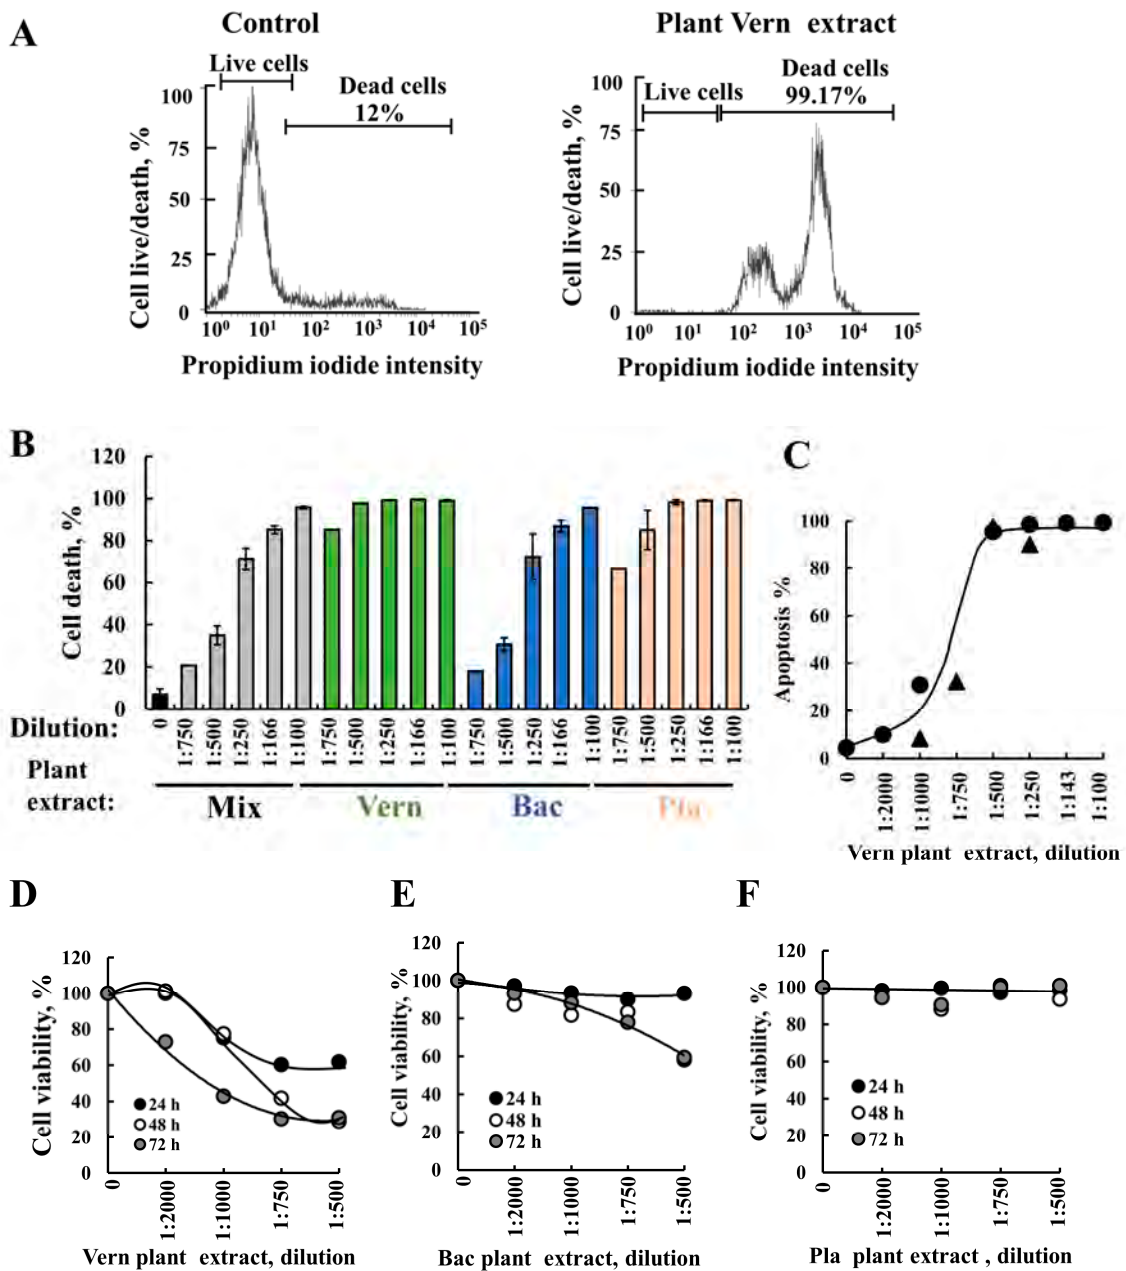 A
Control
Plant Vern extract
Live cells
Dead cells
12%
Cell live/death, %
100
75
50
25
0
10⁰ 10¹ 10² 10³ 10⁴ 10⁵
Propidium iodide intensity
Live cells
Dead cells
99.17%
Cell live/death, %
100
75
50
25
0
10⁰ 10¹ 10² 10³ 10⁴ 10⁵
Propidium iodide intensity
B
Cell death, %
120
100
80
60
40
20
0
Dilution:
0 1:750 1:500 1:250 1:166 1:100 1:750 1:500 1:250 1:166 1:100 1:750 1:500 1:250 1:160 1:100 1:750 1:500 1:250 1:166 1:100
Plant
extract:
Mix Vern Bac Pla
C
Apoptosis %
100
80
60
40
20
0
0 1:2000 1:1000 1:750 1:500 1:250 1:143 1:100
Vern plant extract, dilution
D
Cell viability, %
120
100
80
60
40
20
0
24 h
48 h
72 h
0 1:2000 1:1000 1:750 1:500
Vern plant extract, dilution
E
Cell viability, %
120
100
80
60
40
20
0
24 h
48 h
72 h
0 1:2000 1:1000 1:750 1:500
Bac plant extract, dilution
F
Cell viability, %
120
100
80
60
40
20
0
24 h
48 h
72 h
0 1:2000 1:1000 1:750 1:500
Pla plant extract , dilution